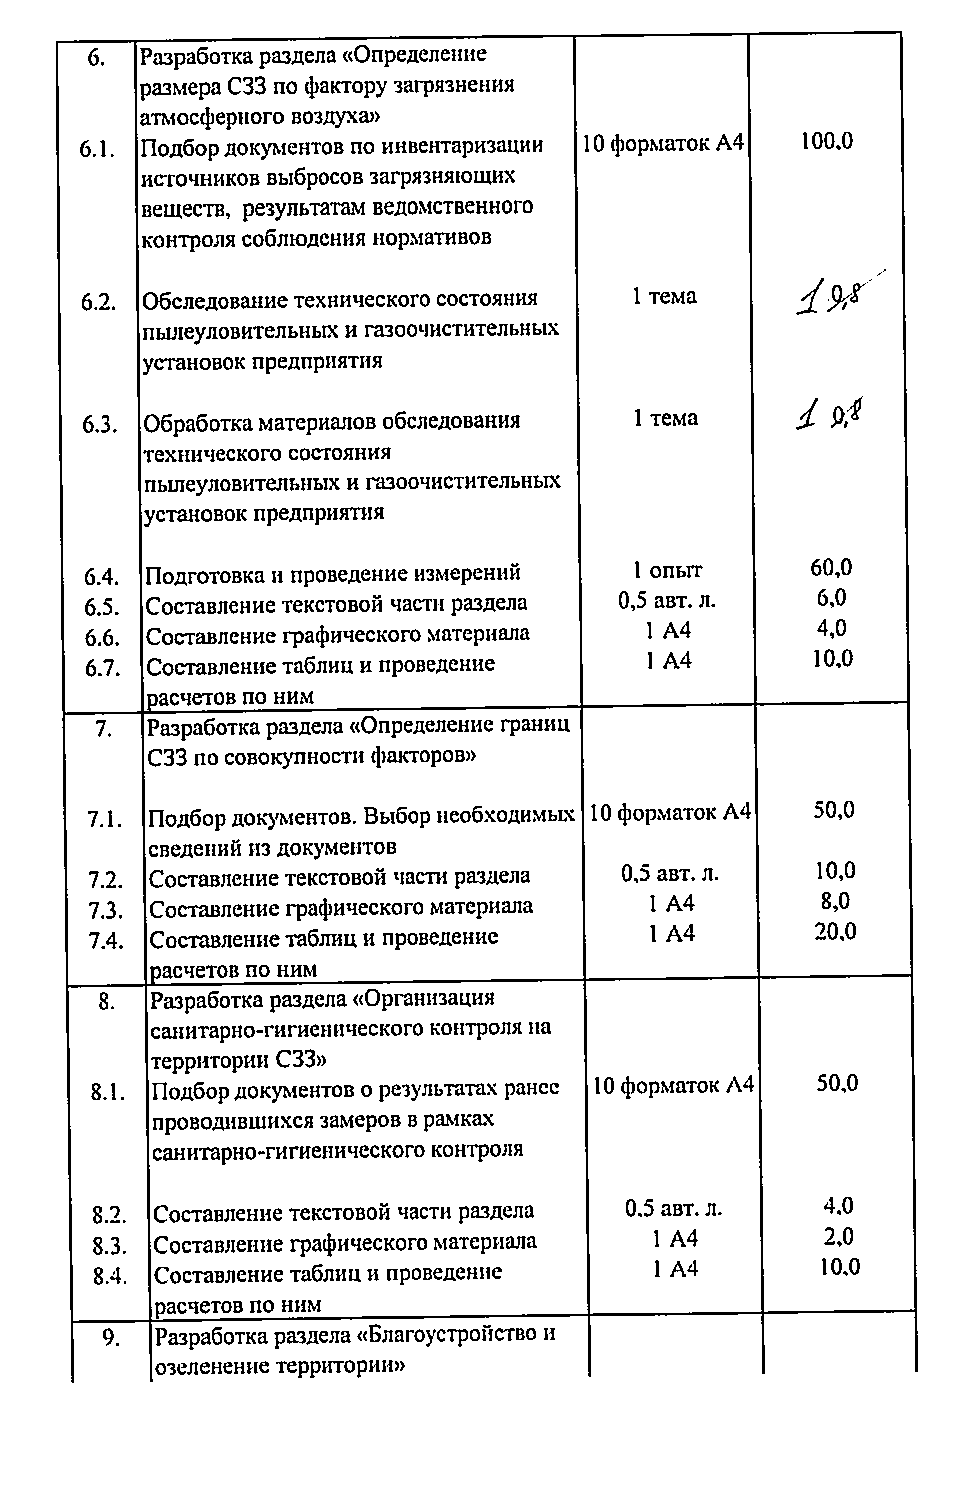 6. Разработка раздела «Определение
размера СЗЗ по фактору загрязнения
атмосферного воздуха»
6.1. Подбор документов по инвентаризации 10 форматок А4 100.0
источников выбросов загрязняющих
веществ, результатам ведомственного
контроля соблюдения нормативов
6.2. Обследование технического состояния 1 тема
пылеуловительных и газоочистительных
установок предприятия
6.3. Обработка материалов обследования 1 тема
технического состояния
пылеуловительных и газоочистительных
установок предприятия
6.4. Подготовка и проведение измерений 1 опыт 60,0
6.5. Составление текстовой части раздела 0,5 авт. л. 6,0
6.6. Составление графического материала 1 А4 4,0
6.7. Составление таблиц и проведение 1 А4 10.0
расчетов по ним
7. Разработка раздела «Определение границ
СЗЗ по совокупности факторов»
7.1. Подбор документов. Выбор необходимых 10 форматок А4 50,0
сведений из документов
7.2. Составление текстовой части раздела 0,5 авт. л. 10,0
7.3. Составление графического материала 1 А4 8,0
7.4. Составление таблиц и проведение 1 А4 20,0
расчетов по ним
8. Разработка раздела «Организация
санитарно-гигиенического контроля на
территории СЗЗ»
8.1. Подбор документов о результатах ранее 10 форматок А4 50,0
проводившихся замеров в рамках
санитарно-гигиенического контроля
8.2. Составление текстовой части раздела 0.5 авт. л. 4.0
8.3. Составление графического материала 1 А4 2,0
8.4. Составление таблиц и проведение 1 А4 10.0
расчетов по ним
9. Разработка раздела «Благоустройство и
озеленение территории»